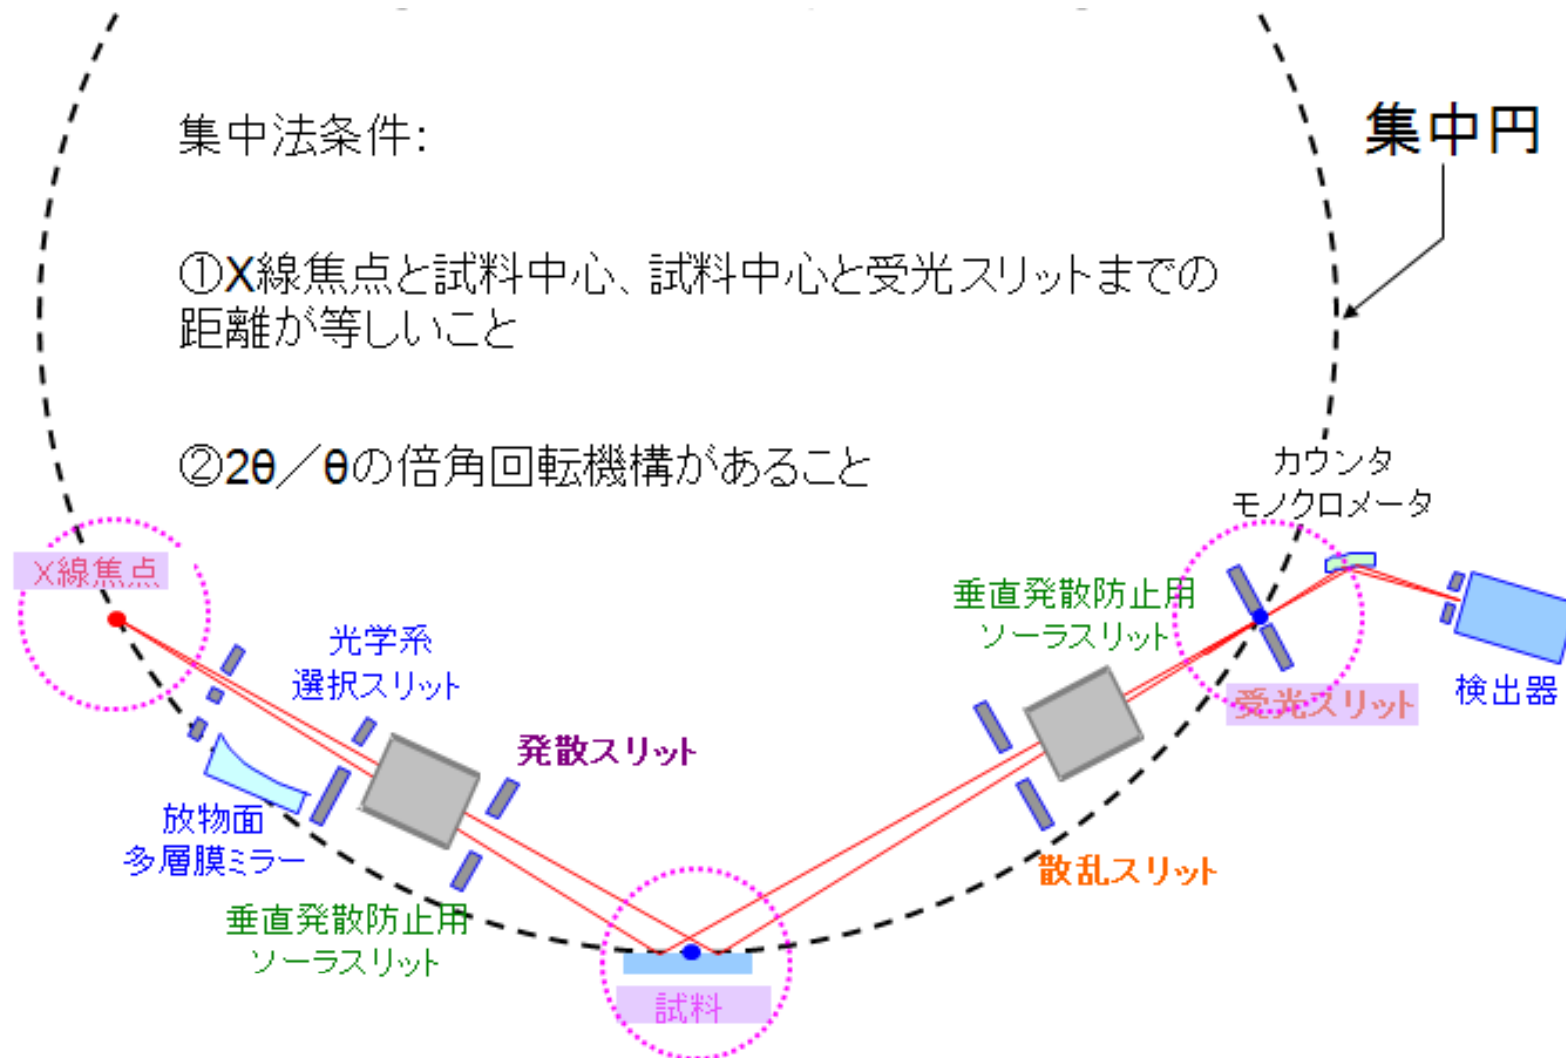 集中法条件：
集中円
①X線焦点と試料中心、試料中心と受光スリットまでの
距離が等しいこと
②2θ／θの倍角回転機構があること
カウンタ
モノクロメータ
X線焦点
垂直発散防止用
ソーラスリット
光学系
選択スリット
受光スリット
検出器
発散スリット
放物面
多層膜ミラー
散乱スリット
垂直発散防止用
ソーラスリット
試料